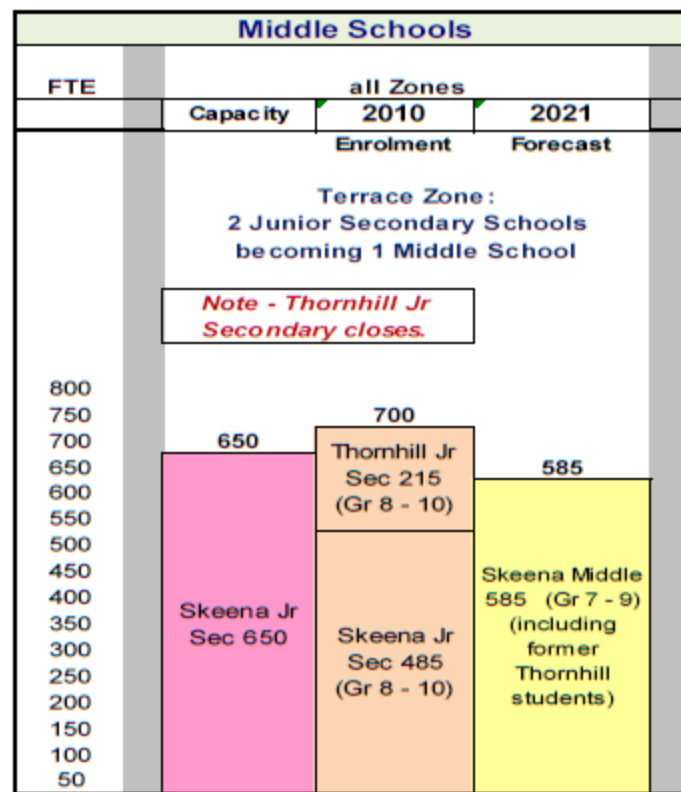 Middle Schools
FTE
all Zones
Capacity
2010
2021
Enrolment
Forecast
Terrace Zone:
2 Junior Secondary Schools
becoming 1 Middle School
Note - Thornhill Jr
Secondary closes.
800
750
700
650
600
550
500
450
400
350
300
250
200
150
100
50
650
Skeena Jr
Sec 650
700
Thornhill Jr
Sec 215
(Gr 8 - 10)
Skeena Jr
Sec 485
(Gr 8 - 10)
585
Skeena Middle
585 (Gr 7 - 9)
(including
former
Thornhill
students)